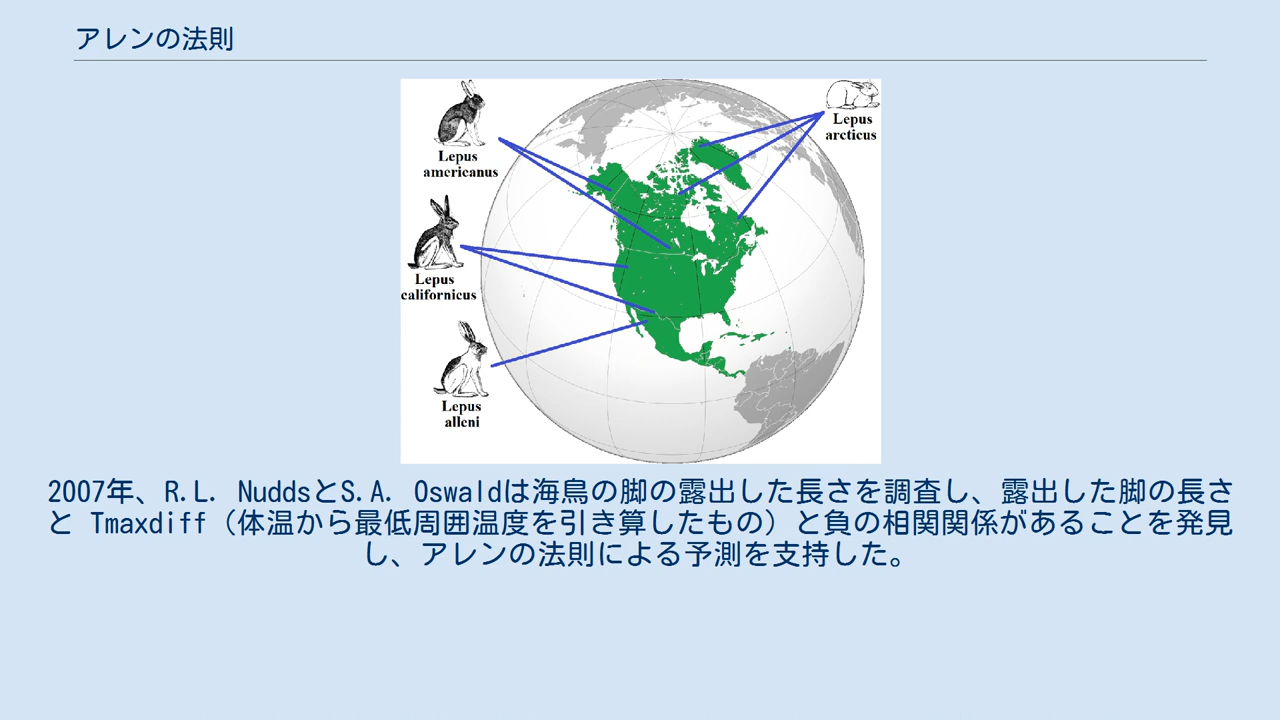 アレンの法則
Lepus
americanus
Lepus
arcticus
Lepus
californicus
Lepus
alleni
2007年、R.L. NuddsとS.A. Oswaldは海鳥の脚の露出した長さを調査し、露出した脚の長さ
と Tmaxdiff（体温から最低周囲温度を引き算したもの）と負の相関関係があることを発見
し、アレンの法則による予測を支持した。